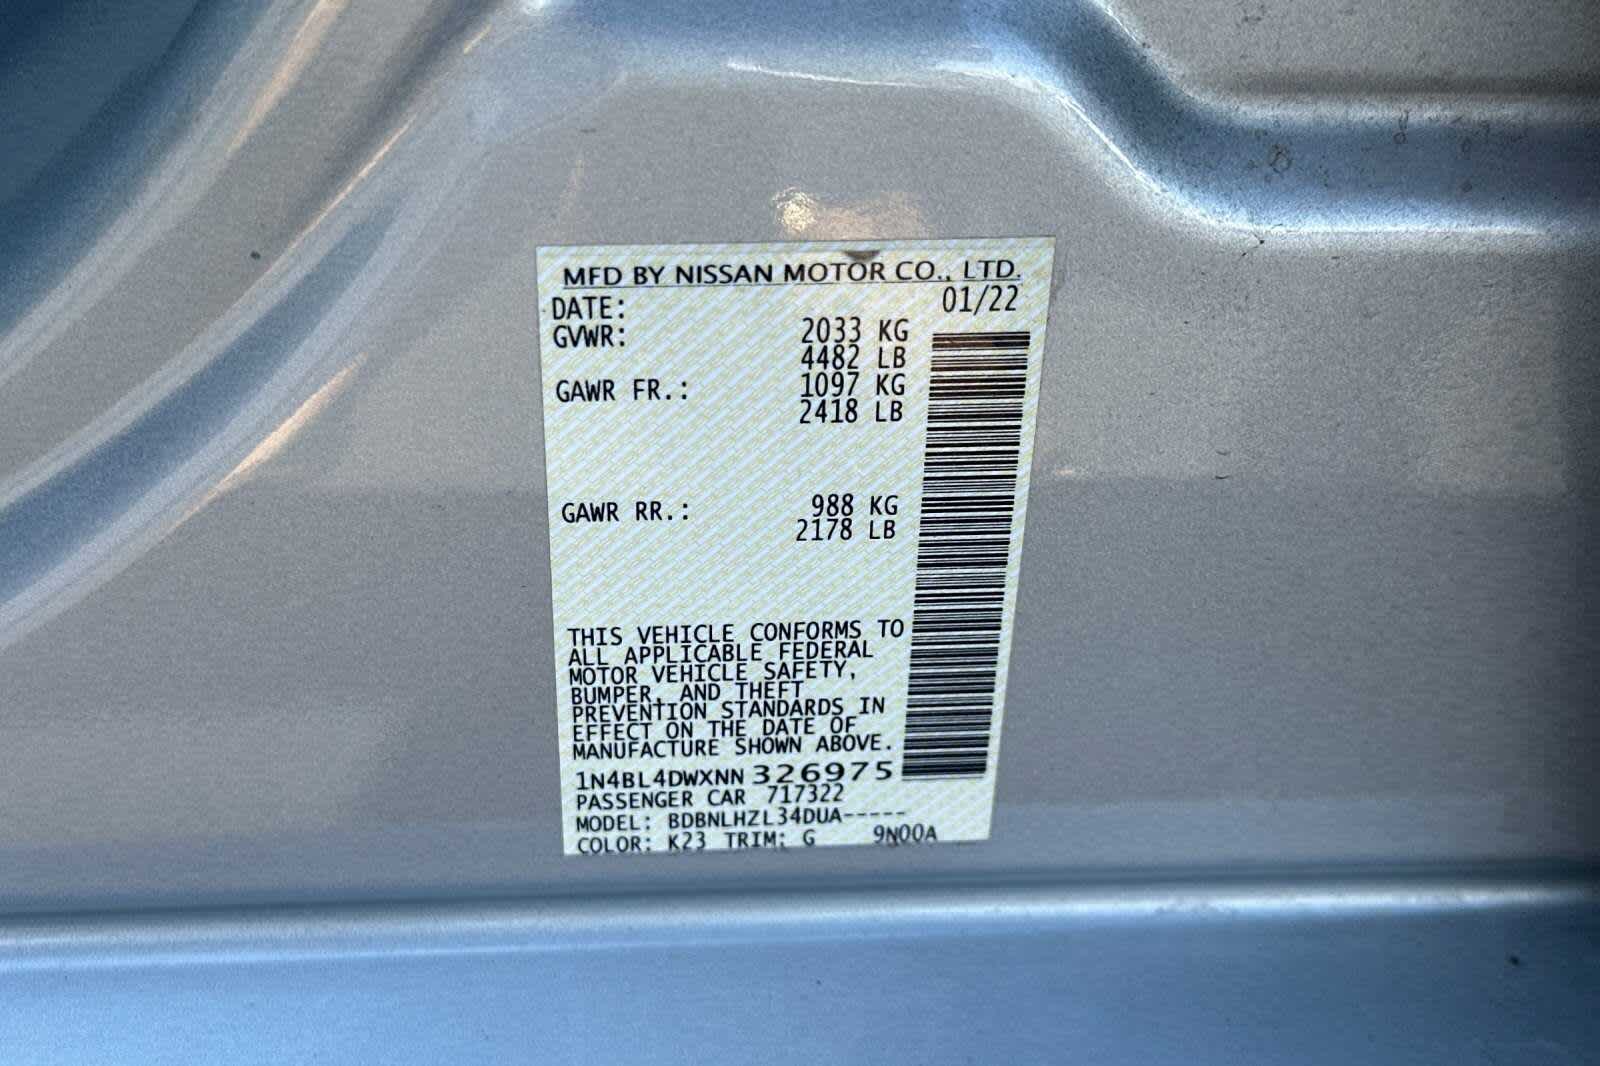 MFD BY NISSAN MOTOR CO., LTD.
DATE: 01/22
GVWR: 2033 KG
4482 LB
GAWR FR.: 1097 KG
2418 LB
GAWR RR.: 988 KG
2178 LB
THIS VEHICLE CONFORMS TO
ALL APPLICABLE FEDERAL
MOTOR VEHICLE SAFETY,
BUMPER, AND THEFT
PREVENTION STANDARDS IN
EFFECT ON THE DATE OF
MANUFACTURE SHOWN ABOVE.
1N4BL4DWXNN326975
PASSENGER CAR 717322
MODEL: BDBNLHZL34DUA-----
COLOR: K23 TRIM: G 9N00A